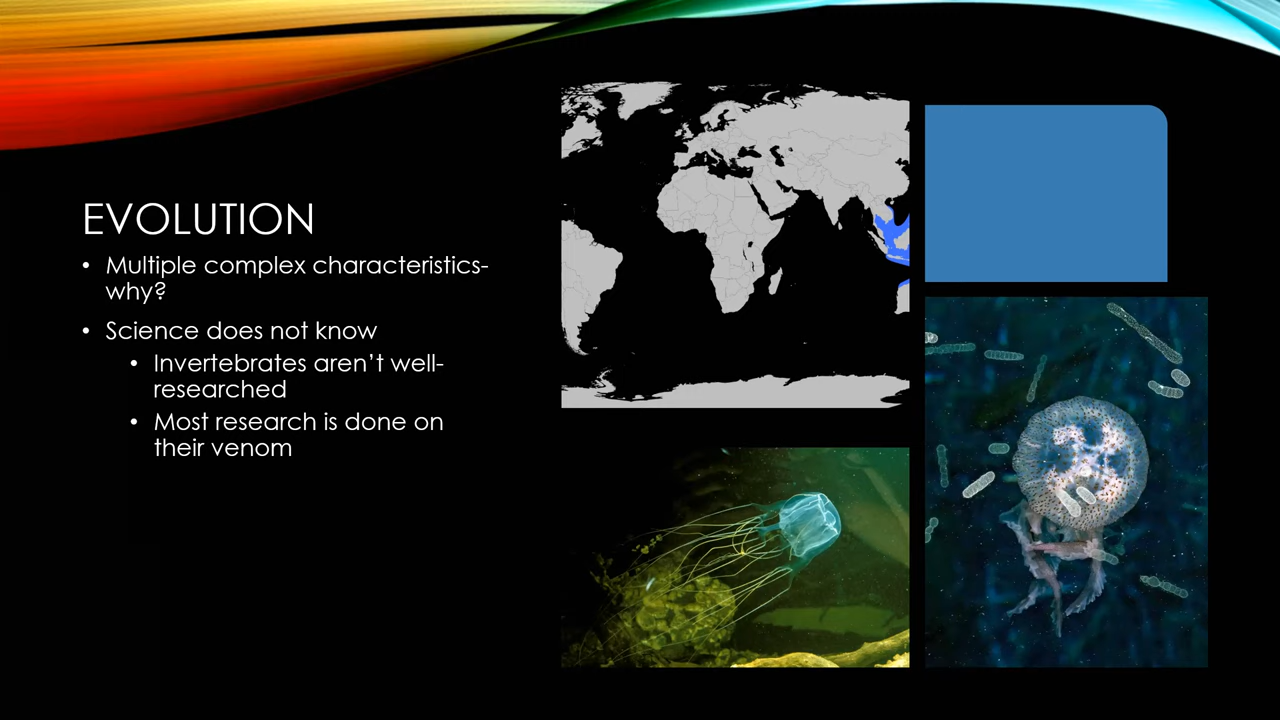 EVOLUTION
• Multiple complex characteristics-
why?
• Science does not know
• Invertebrates aren’t well-
researched
• Most research is done on
their venom